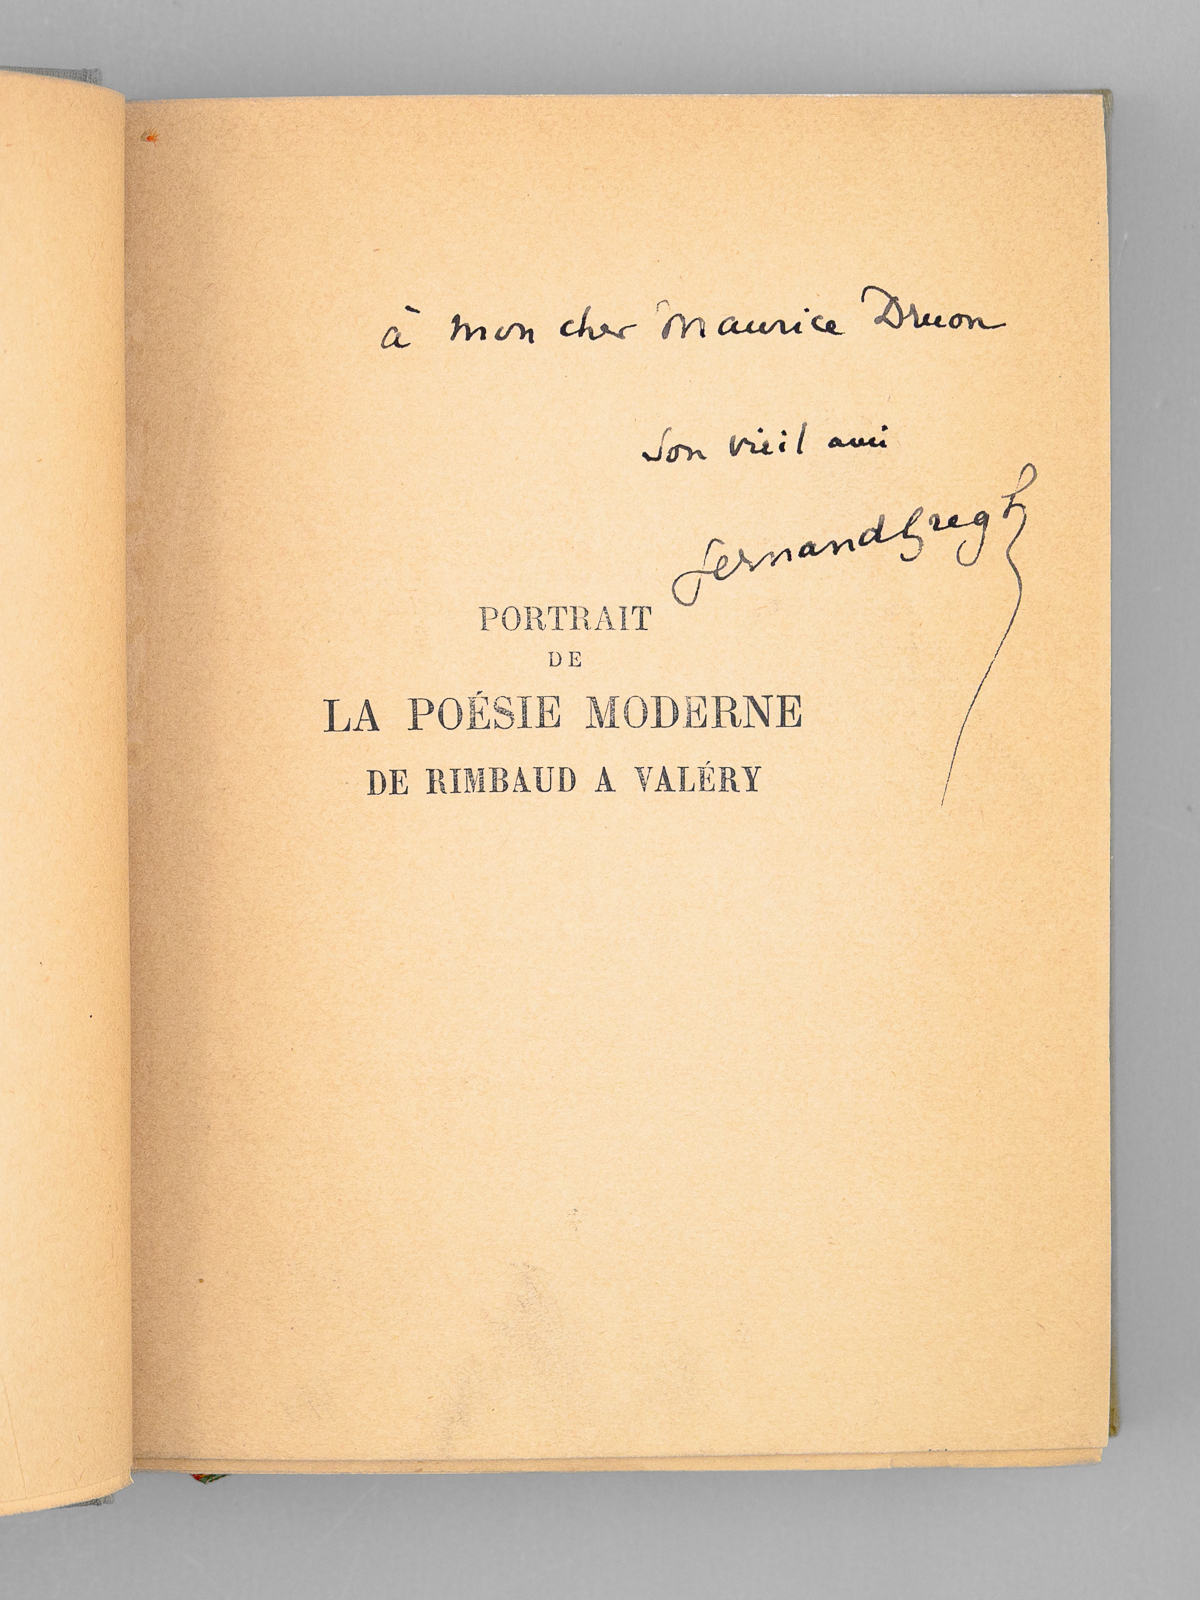 à mon cher Maurice Druon
son vieil ami
Fernand Gregh
PORTRAIT
DE
LA POÉSIE MODERNE
DE RIMBAUD A VALÉRY